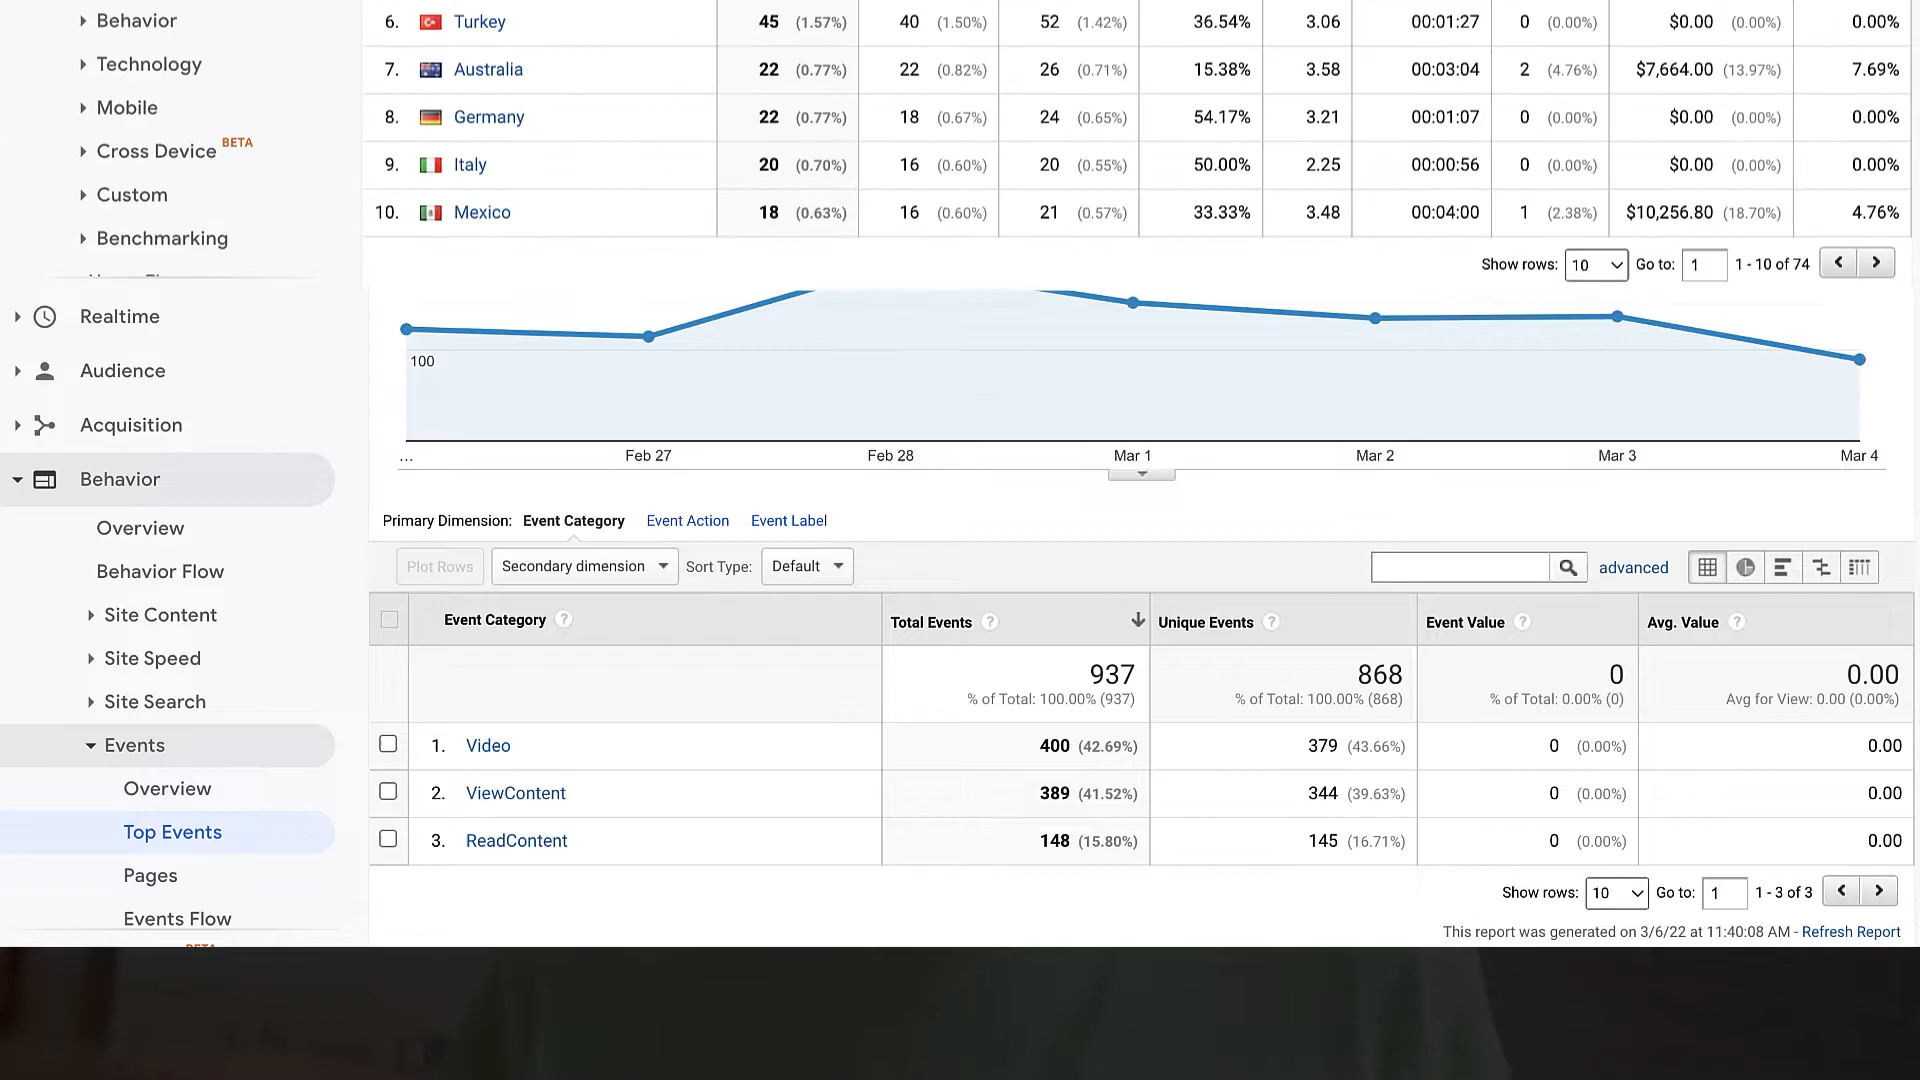 Behavior
Technology
Mobile
Cross Device BETA
Custom
Benchmarking
Realtime
Audience
Acquisition
Behavior
Overview
Behavior Flow
Site Content
Site Speed
Site Search
Events
Overview
Top Events
Pages
Events Flow
BETA
6. Turkey 45 (1.57%) 40 (1.50%) 52 (1.42%) 36.54% 3.06 00:01:27 0 (0.00%) $0.00 (0.00%) 0.00%
7. Australia 22 (0.77%) 22 (0.82%) 26 (0.71%) 15.38% 3.58 00:03:04 2 (4.76%) $7,664.00 (13.97%) 7.69%
8. Germany 22 (0.77%) 18 (0.67%) 24 (0.65%) 54.17% 3.21 00:01:07 0 (0.00%) $0.00 (0.00%) 0.00%
9. Italy 20 (0.70%) 16 (0.60%) 20 (0.55%) 50.00% 2.25 00:00:56 0 (0.00%) $0.00 (0.00%) 0.00%
10. Mexico 18 (0.63%) 16 (0.60%) 21 (0.57%) 33.33% 3.48 00:04:00 1 (2.38%) $10,256.80 (18.70%) 4.76%
Show rows: 10 Go to: 1 1 - 10 of 74
100
... Feb 27 Feb 28 Mar 1 Mar 2 Mar 3 Mar 4
Primary Dimension: Event Category Event Action Event Label
Plot Rows Secondary dimension Sort Type: Default advanced
Event Category ? Total Events ? Unique Events ? Event Value ? Avg. Value ?
937 868 0 0.00
% of Total: 100.00% (937) % of Total: 100.00% (868) % of Total: 0.00% (0) Avg for View: 0.00 (0.00%)
1. Video 400 (42.69%) 379 (43.66%) 0 (0.00%) 0.00
2. ViewContent 389 (41.52%) 344 (39.63%) 0 (0.00%) 0.00
3. ReadContent 148 (15.80%) 145 (16.71%) 0 (0.00%) 0.00
Show rows: 10 Go to: 1 1 - 3 of 3
This report was generated on 3/6/22 at 11:40:08 AM - Refresh Report